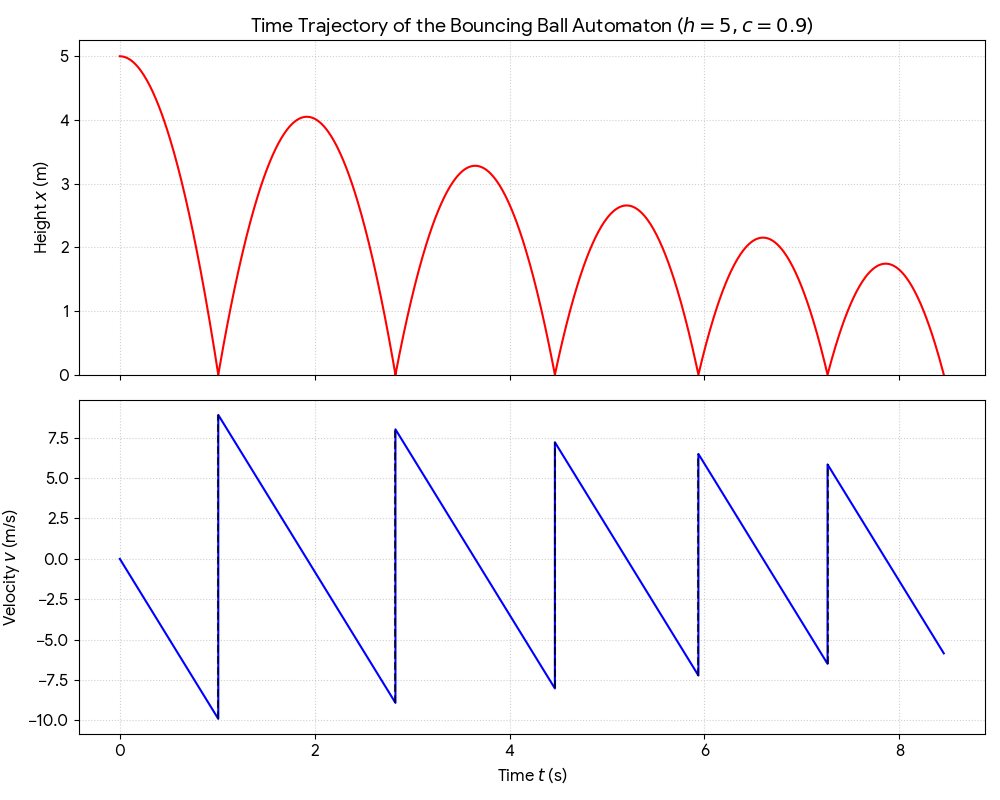 Time Trajectory of the Bouncing Ball Automaton (h = 5, c = 0.9)
Height x (m)
5
4
3
2
1
0
Velocity v (m/s)
7.5
5.0
2.5
0.0
−2.5
−5.0
−7.5
−10.0
0 2 4 6 8
Time t (s)